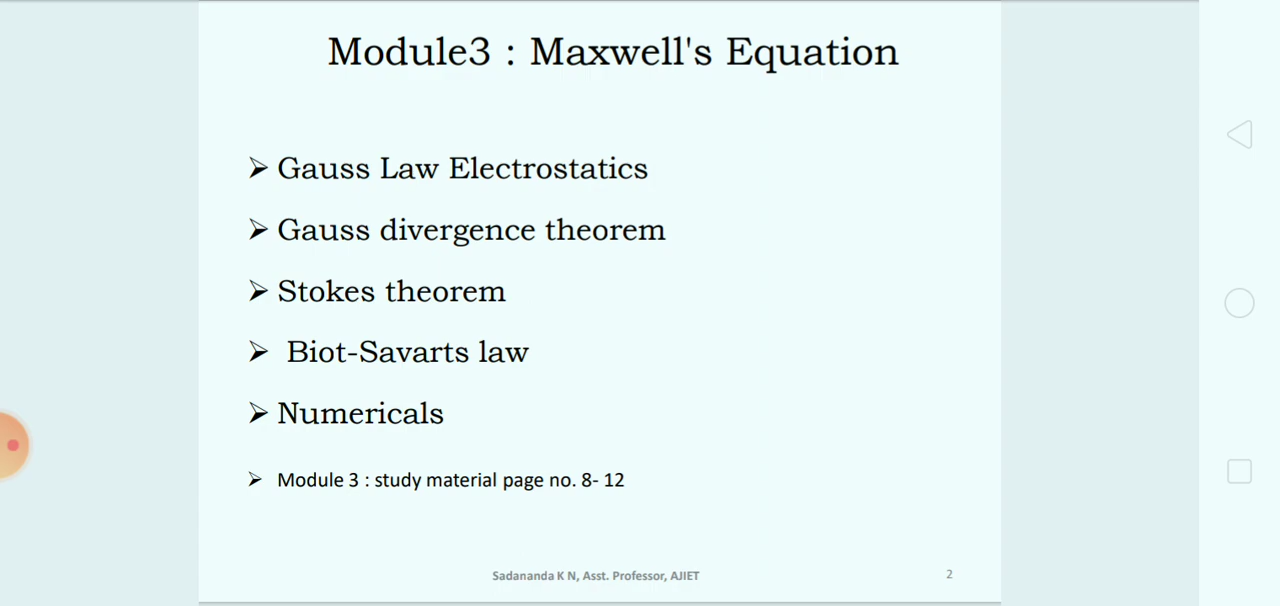 Module3 : Maxwell's Equation
➢ Gauss Law Electrostatics
➢ Gauss divergence theorem
➢ Stokes theorem
➢ Biot-Savarts law
➢ Numericals
➢ Module 3 : study material page no. 8- 12
Sadananda K N, Asst. Professor, AJIET
2